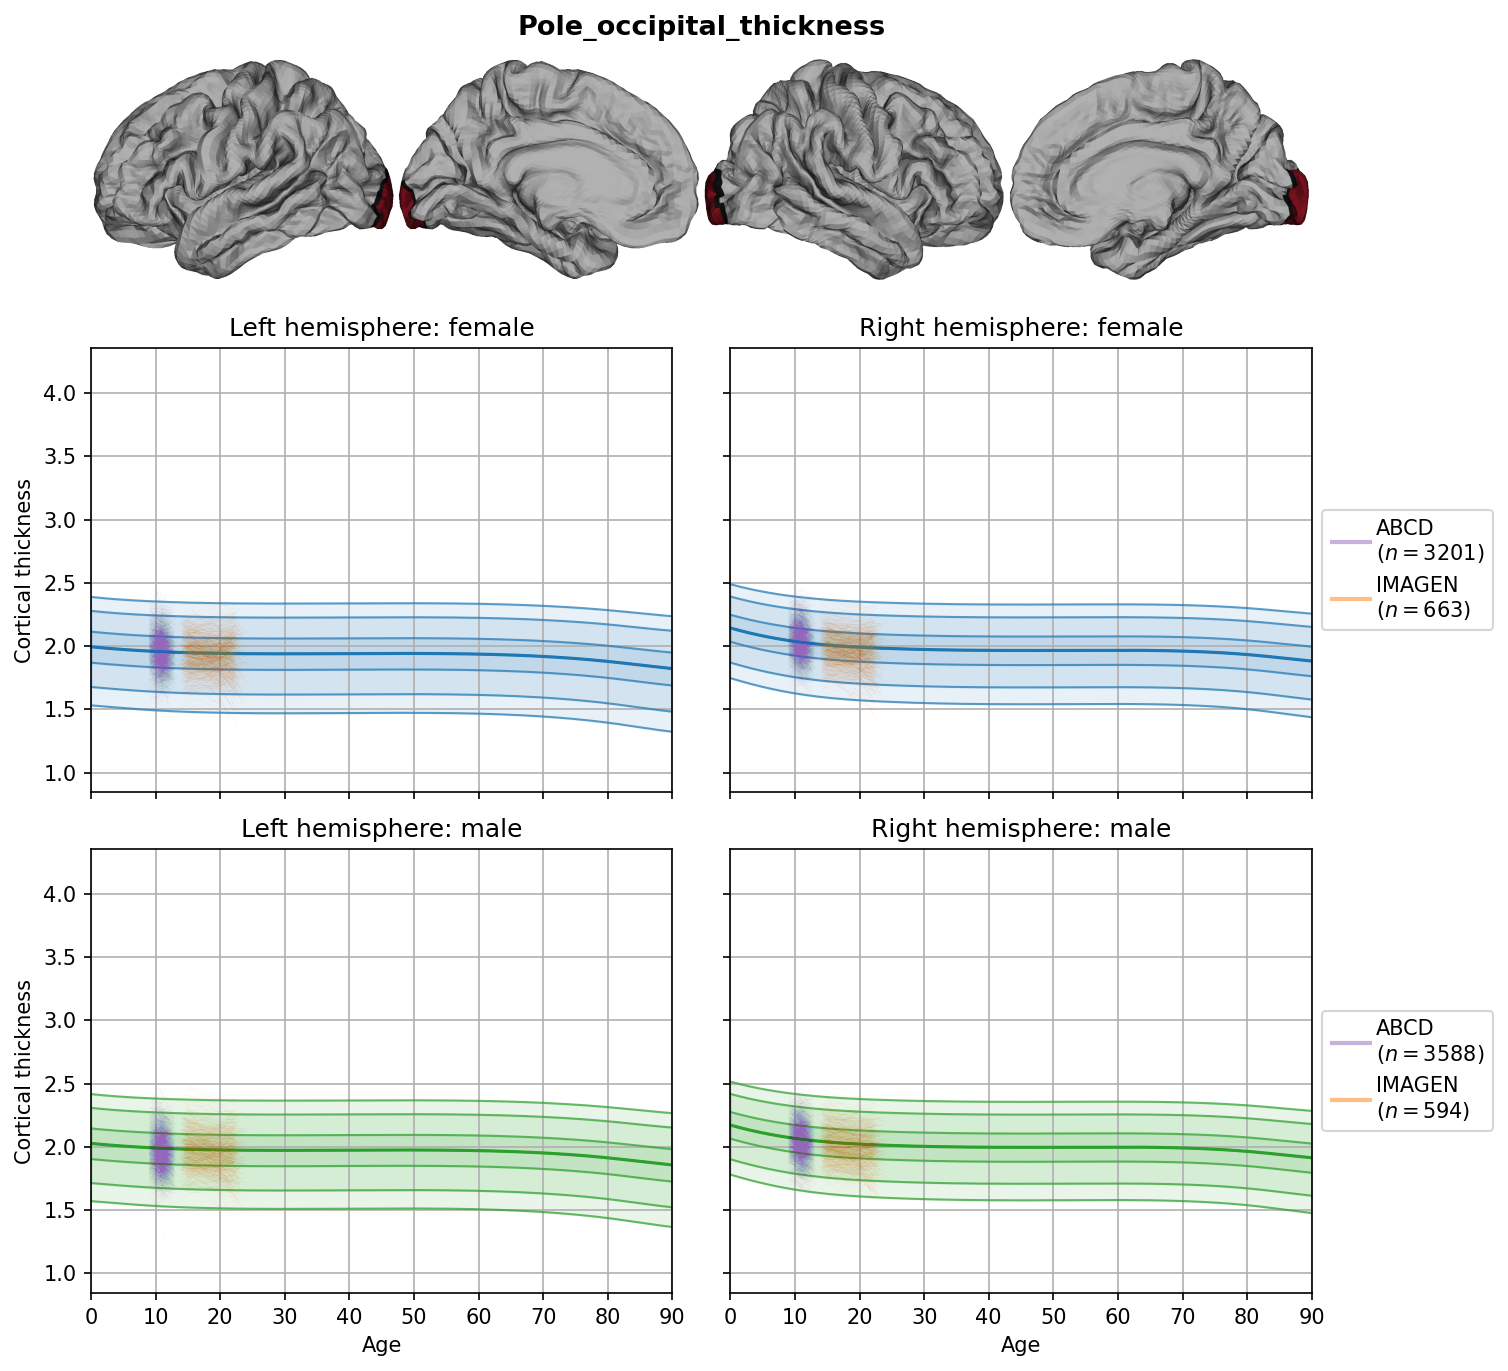 Pole_occipital_thickness
Left hemisphere: female
Right hemisphere: female
4.0
3.5
3.0
2.5
2.0
1.5
1.0
Cortical thickness
ABCD
(n = 3201)
IMAGEN
(n = 663)
Left hemisphere: male
Right hemisphere: male
4.0
3.5
3.0
2.5
2.0
1.5
1.0
Cortical thickness
0 10 20 30 40 50 60 70 80 90
Age
0 10 20 30 40 50 60 70 80 90
Age
ABCD
(n = 3588)
IMAGEN
(n = 594)